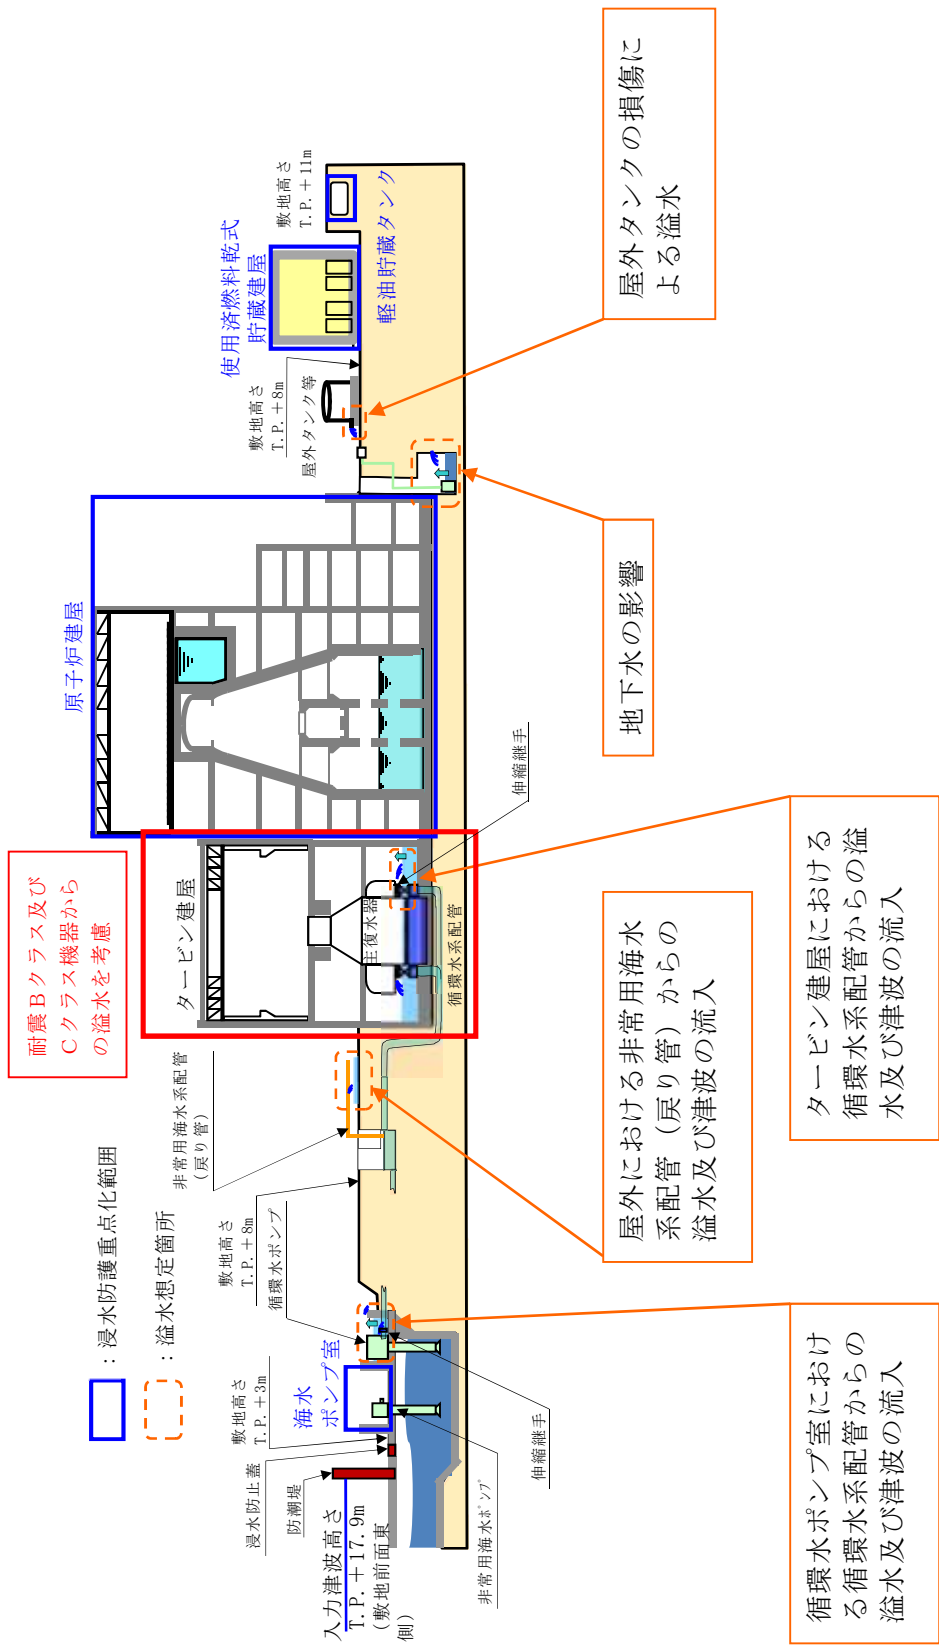 ：浸水防護重点化範囲
：溢水想定箇所
耐震Bクラス及び
Cクラス機器から
の溢水を考慮
入力津波高さ
T.P.+17.9m
(敷地前面東
側)
防潮堤
浸水防止蓋
敷地高さ
T.P.+3m
海水
ポンプ室
循環水ポンプ
敷地高さ
T.P.+8m
非常用海水系配管
(戻り管)
タービン建屋
主復水器
循環水系配管
伸縮継手
原子炉建屋
屋外タンク等
敷地高さ
T.P.+8m
使用済燃料乾式
貯蔵建屋
敷地高さ
T.P.+11m
軽油貯蔵タンク
非常用海水ﾎﾟﾝﾌﾟ
伸縮継手
循環水ポンプ室におけ
る循環水系配管からの
溢水及び津波の流入
屋外における非常用海水
系配管（戻り管）からの
溢水及び津波の流入
タービン建屋における
循環水系配管からの溢
水及び津波の流入
地下水の影響
屋外タンクの損傷に
よる溢水